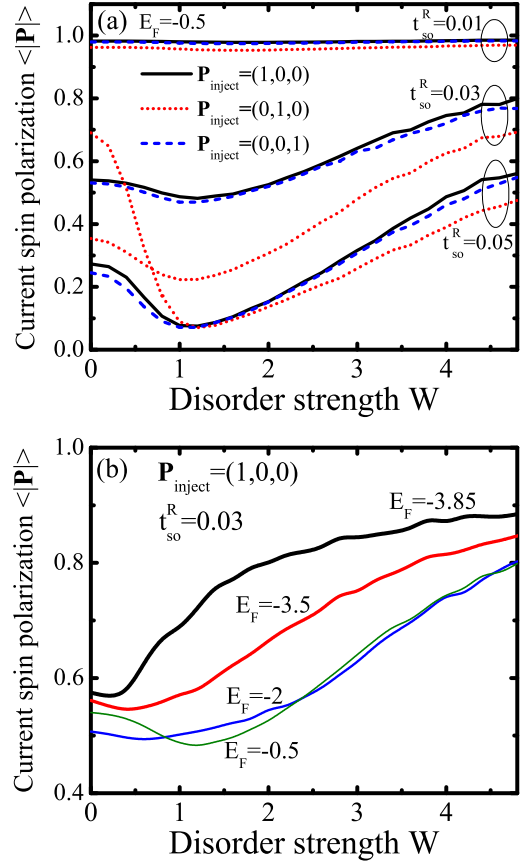 (a) E_F=-0.5
t^R_so=0.01
P_inject=(1,0,0)
P_inject=(0,1,0)
P_inject=(0,0,1)
t^R_so=0.03
t^R_so=0.05
Current spin polarization <|P|>
1.0
0.8
0.6
0.4
0.2
0.0
0 1 2 3 4
Disorder strength W
(b)
P_inject=(1,0,0)
t^R_so=0.03
E_F=-3.85
E_F=-3.5
E_F=-2
E_F=-0.5
Current spin polarization <|P|>
1.0
0.8
0.6
0.4
0 1 2 3 4
Disorder strength W